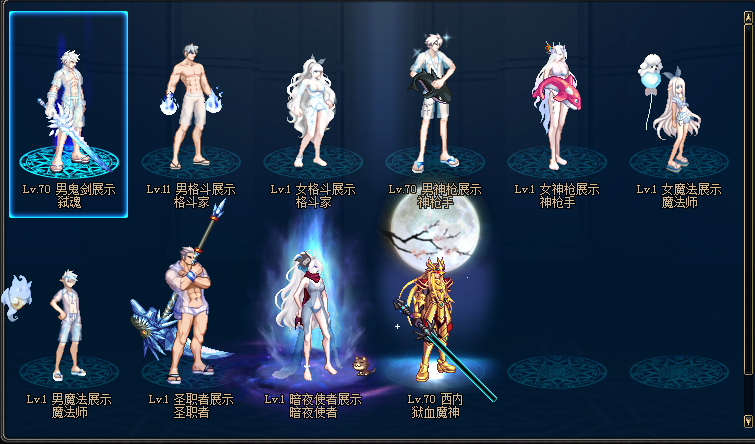 Lv.70 男鬼剑展示
弑魂
Lv.11 男格斗展示
格斗家
Lv.1 女格斗展示
格斗家
Lv.70 男神枪展示
神枪手
Lv.1 女神枪展示
神枪手
Lv.1 女魔法展示
魔法师
Lv.1 男魔法展示
魔法师
Lv.1 圣职者展示
圣职者
Lv.1 暗夜使者展示
暗夜使者
Lv.70 西内
狱血魔神